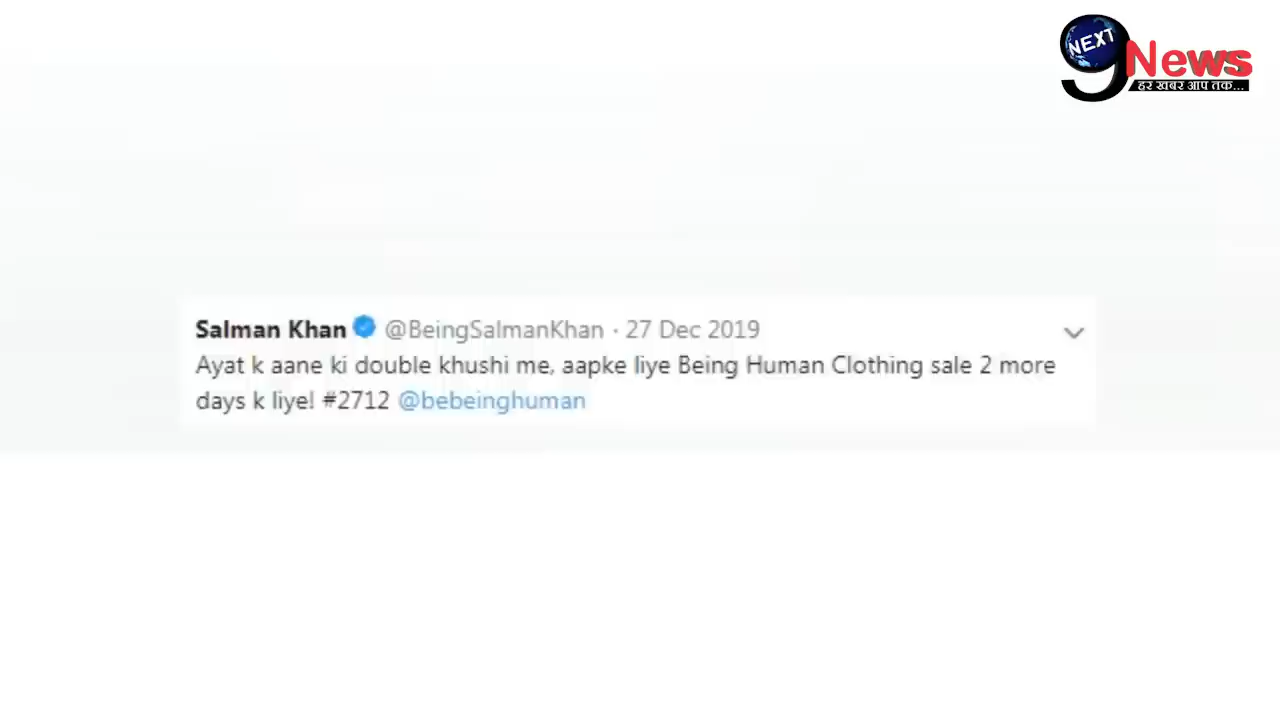 NEXT
9 News
हर खबर आप तक...
Salman Khan @BeingSalmanKhan · 27 Dec 2019
Ayat k aane ki double khushi me, aapke liye Being Human Clothing sale 2 more
days k liye! #2712 @bebeinghuman